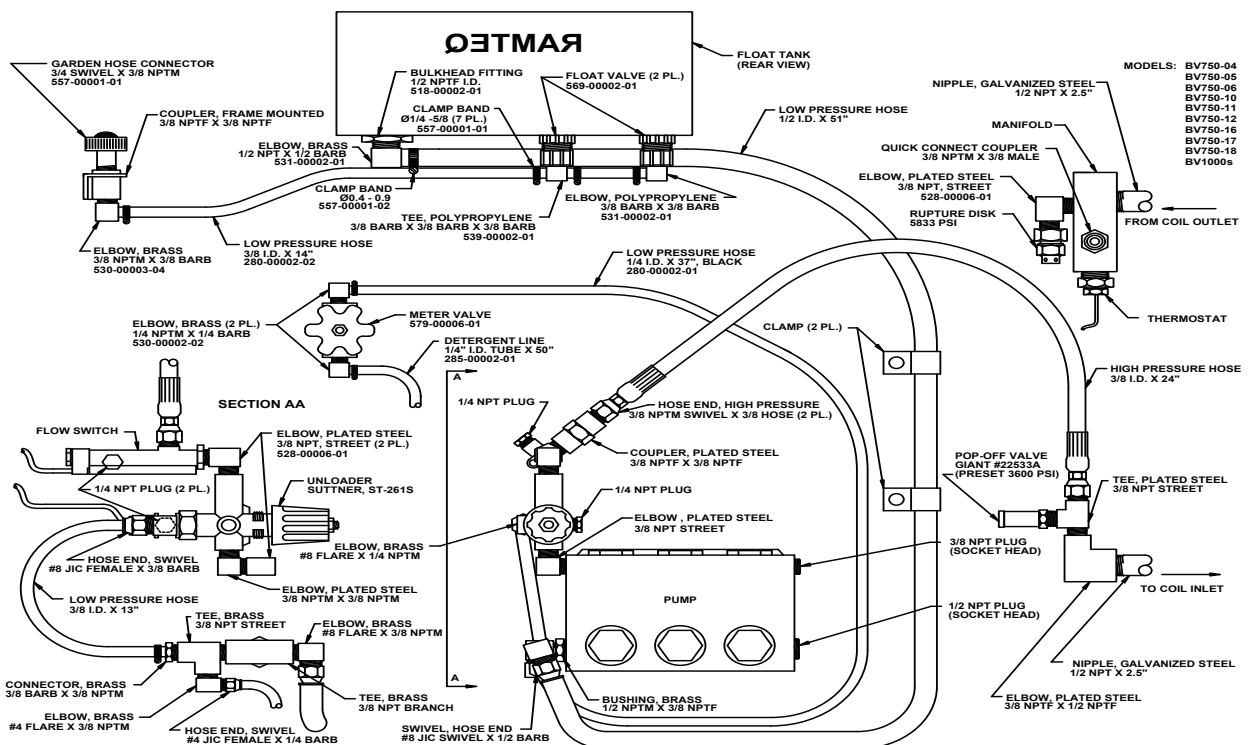 RAMTEQ
FLOAT TANK
(REAR VIEW)
GARDEN HOSE CONNECTOR
3/4 SWIVEL X 3/8 NPTM
557-00001-01
COUPLER, FRAME MOUNTED
3/8 NPTF X 3/8 NPTF
BULKHEAD FITTING
1/2 NPTF I.D.
518-00002-01
FLOAT VALVE (2 PL.)
569-00002-01
CLAMP BAND
Ø1/4 -5/8 (7 PL.)
557-00001-01
LOW PRESSURE HOSE
1/2 I.D. X 51"
ELBOW, BRASS
1/2 NPT X 1/2 BARB
531-00002-01
CLAMP BAND
Ø0.4 - 0.9
557-00001-02
TEE, POLYPROPYLENE
3/8 BARB X 3/8 BARB X 3/8 BARB
539-00002-01
ELBOW, POLYPROPYLENE
3/8 BARB X 3/8 BARB
531-00002-01
ELBOW, BRASS
3/8 NPTM X 3/8 BARB
530-00003-04
LOW PRESSURE HOSE
3/8 I.D. X 14"
280-00002-02
MODELS:
BV750-04
BV750-05
BV750-06
BV750-10
BV750-11
BV750-12
BV750-16
BV750-17
BV750-18
BV1000s
NIPPLE, GALVANIZED STEEL
1/2 NPT X 2.5"
MANIFOLD
QUICK CONNECT COUPLER
3/8 NPTM X 3/8 MALE
ELBOW, PLATED STEEL
3/8 NPT, STREET
528-00006-01
RUPTURE DISK
5833 PSI
FROM COIL OUTLET
THERMOSTAT
LOW PRESSURE HOSE
1/4 I.D. X 37", BLACK
280-00002-01
ELBOW, BRASS (2 PL.)
1/4 NPTM X 1/4 BARB
530-00002-02
METER VALVE
579-00006-01
DETERGENT LINE
1/4" I.D. TUBE X 50"
285-00002-01
CLAMP (2 PL.)
HIGH PRESSURE HOSE
3/8 I.D. X 24"
A
SECTION AA
1/4 NPT PLUG
HOSE END, HIGH PRESSURE
3/8 NPTM SWIVEL X 3/8 HOSE (2 PL.)
COUPLER, PLATED STEEL
3/8 NPTF X 3/8 NPTF
FLOW SWITCH
ELBOW, PLATED STEEL
3/8 NPT, STREET (2 PL.)
528-00006-01
1/4 NPT PLUG (2 PL.)
UNLOADER
SUTTNER, ST-261S
1/4 NPT PLUG
ELBOW , PLATED STEEL
3/8 NPT STREET
ELBOW, BRASS
#8 FLARE X 1/4 NPTM
POP-OFF VALVE
GIANT #22533A
(PRESET 3600 PSI)
TEE, PLATED STEEL
3/8 NPT STREET
HOSE END, SWIVEL
#8 JIC FEMALE X 3/8 BARB
ELBOW, PLATED STEEL
3/8 NPTM X 3/8 NPTM
LOW PRESSURE HOSE
3/8 I.D. X 13"
3/8 NPT PLUG
(SOCKET HEAD)
PUMP
1/2 NPT PLUG
(SOCKET HEAD)
TO COIL INLET
TEE, BRASS
3/8 NPT STREET
ELBOW, BRASS
#8 FLARE X 3/8 NPTM
CONNECTOR, BRASS
3/8 BARB X 3/8 NPTM
TEE, BRASS
3/8 NPT BRANCH
ELBOW, BRASS
#4 FLARE X 3/8 NPTM
HOSE END, SWIVEL
#4 JIC FEMALE X 1/4 BARB
A
BUSHING, BRASS
1/2 NPTM X 3/8 NPTF
SWIVEL, HOSE END
#8 JIC SWIVEL X 1/2 BARB
NIPPLE, GALVANIZED STEEL
1/2 NPT X 2.5"
ELBOW, PLATED STEEL
3/8 NPTF X 1/2 NPTF